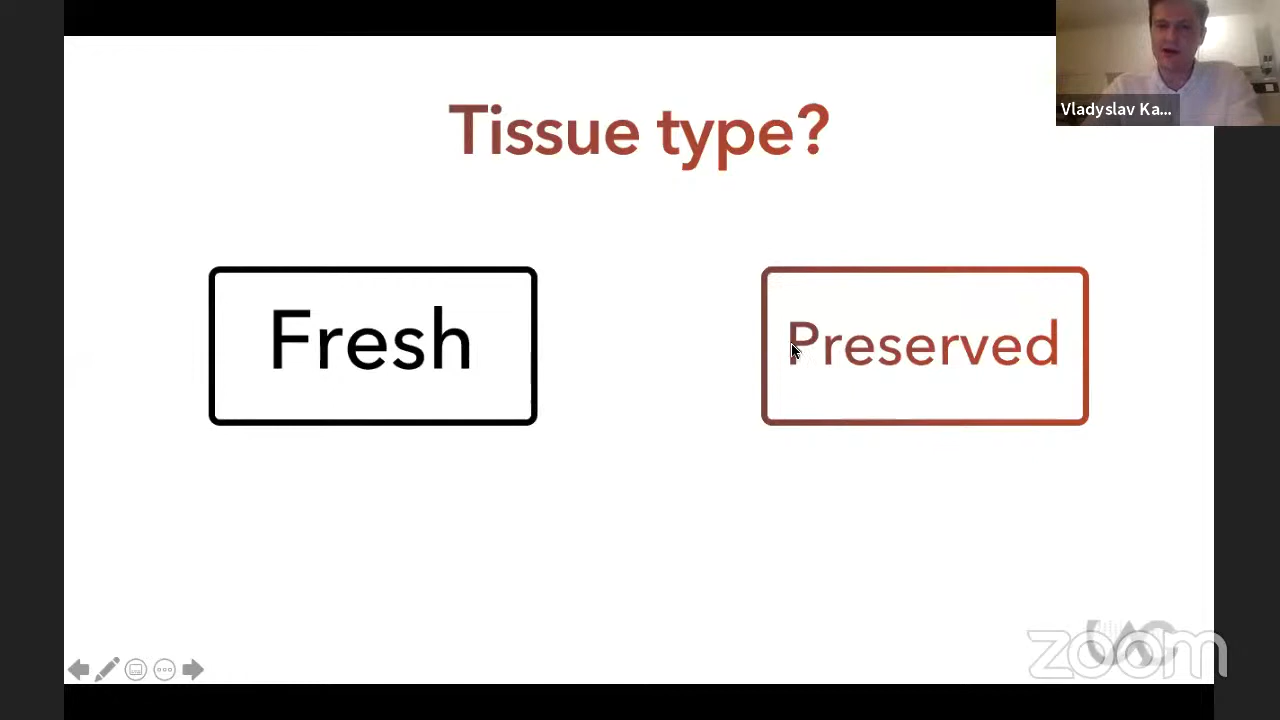 Tissue type?
Vladyslav Ka...
Fresh
Preserved
zoom